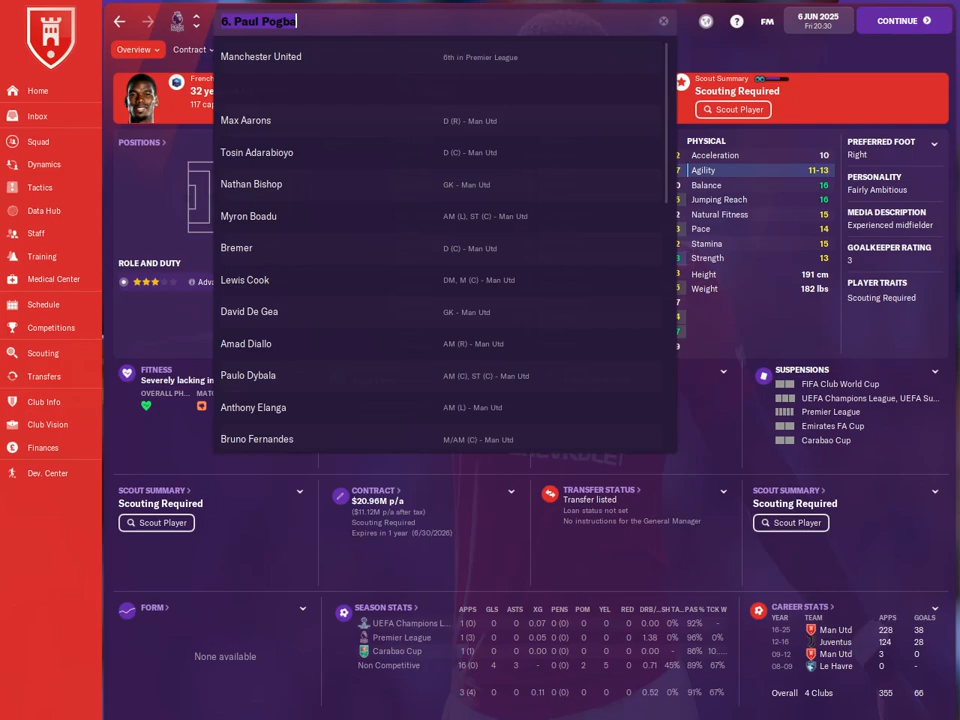 6. Paul Pogba
FM
6 JUN 2025
Fri 20:30
CONTINUE
Overview
Contract
Home
Inbox
Squad
Dynamics
Tactics
Data Hub
Staff
Training
Medical Center
Schedule
Competitions
Scouting
Transfers
Club Info
Club Vision
Finances
Dev. Center
French
32 ye
117 cap
Manchester United 6th in Premier League
Max Aarons D (R) - Man Utd
Tosin Adarabioyo D (C) - Man Utd
Nathan Bishop GK - Man Utd
Myron Boadu AM (L), ST (C) - Man Utd
Bremer D (C) - Man Utd
Lewis Cook DM, M (C) - Man Utd
David De Gea GK - Man Utd
Amad Diallo AM (R) - Man Utd
Paulo Dybala AM (C), ST (C) - Man Utd
Anthony Elanga AM (L) - Man Utd
Bruno Fernandes M/AM (C) - Man Utd
Scout Summary
Scouting Required
Scout Player
POSITIONS >
ROLE AND DUTY
Adva
PHYSICAL
Acceleration 10
Agility 11-13
Balance 16
Jumping Reach 16
Natural Fitness 15
Pace 14
Stamina 15
Strength 13
Height 191 cm
Weight 182 lbs
PREFERRED FOOT
Right
PERSONALITY
Fairly Ambitious
MEDIA DESCRIPTION
Experienced midfielder
GOALKEEPER RATING
3
PLAYER TRAITS
Scouting Required
FITNESS
Severely lacking in
OVERALL PH... MATC
SUSPENSIONS
FIFA Club World Cup
UEFA Champions League, UEFA Su...
Premier League
Emirates FA Cup
Carabao Cup
SCOUT SUMMARY >
Scouting Required
Scout Player
CONTRACT >
$20.96M p/a
($11.12M p/a after tax)
Scouting Required
Expires in 1 year (6/30/2026)
TRANSFER STATUS >
Transfer listed
Loan status not set
No instructions for the General Manager
SCOUT SUMMARY >
Scouting Required
Scout Player
FORM >
None available
SEASON STATS > APPS GLS ASTS XG PENS POM YEL RED DRB/... SH TA... PAS % TCK W
UEFA Champions L... 1 (0) 0 0 0.07 0 (0) 0 0 0 0.00 0% 92% -
Premier League 1 (3) 0 0 0.05 0 (0) 0 0 0 1.38 0% 96% 0%
Carabao Cup 1 (1) 0 0 0.00 0 (0) 0 0 0 0.00 - 86% 10....
Non Competitive 16 (0) 4 3 - 0 (0) 2 5 0 0.71 45% 89% 67%
3 (4) 0 0 0.11 0 (0) 0 0 0 0.52 0% 91% 67%
CAREER STATS >
YEAR TEAM APPS GOALS
16-25 Man Utd 228 38
12-16 Juventus 124 28
09-12 Man Utd 3 0
08-09 Le Havre 0 -
Overall 4 Clubs 355 66